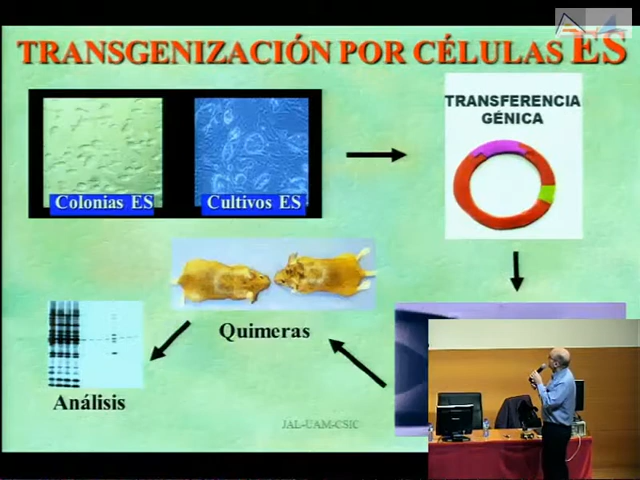 TRANSGENIZACIÓN POR CÉLULAS ES
TRANSFERENCIA
GÉNICA
Colonias ES
Cultivos ES
Quimeras
Análisis
JAL-UAM-CSIC